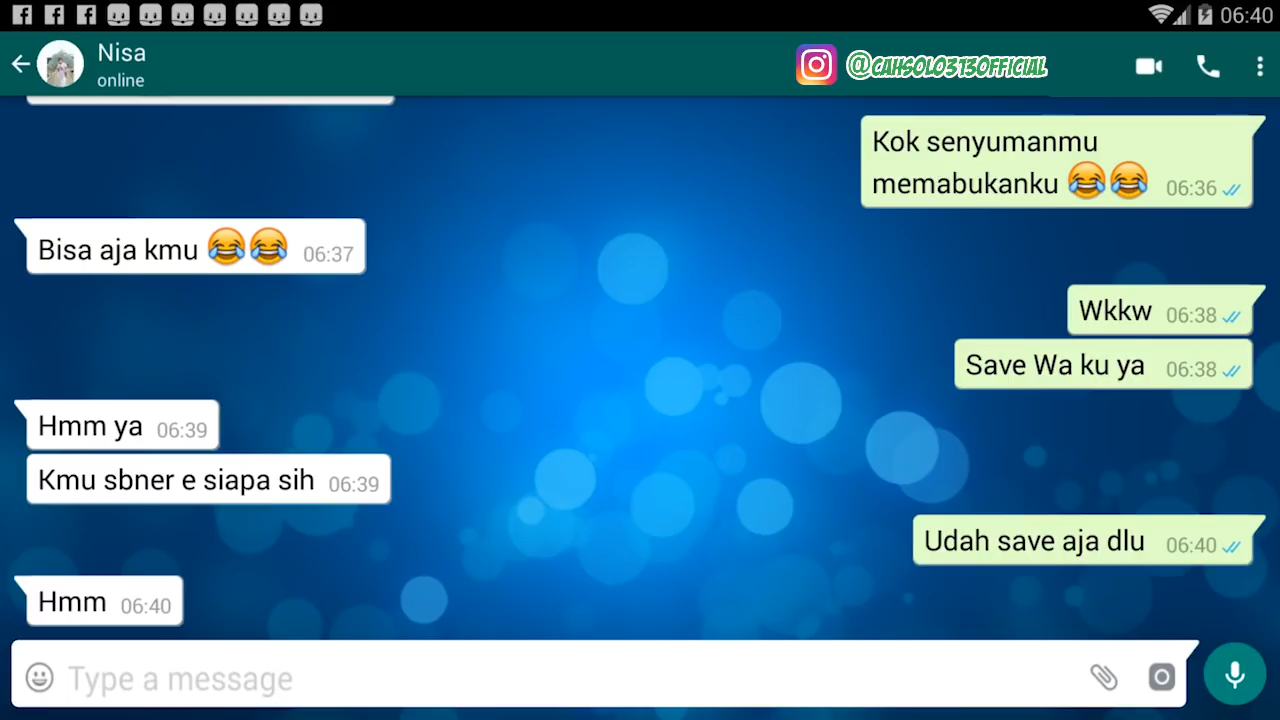 06:40
Nisa
online
@CAHSOLO313OFFICIAL
Kok senyumanmu
memabukanku 😂😂 06:36
Bisa aja kmu 😂😂 06:37
Wkkw 06:38
Save Wa ku ya 06:38
Hmm ya 06:39
Kmu sbner e siapa sih 06:39
Udah save aja dlu 06:40
Hmm 06:40
Type a message